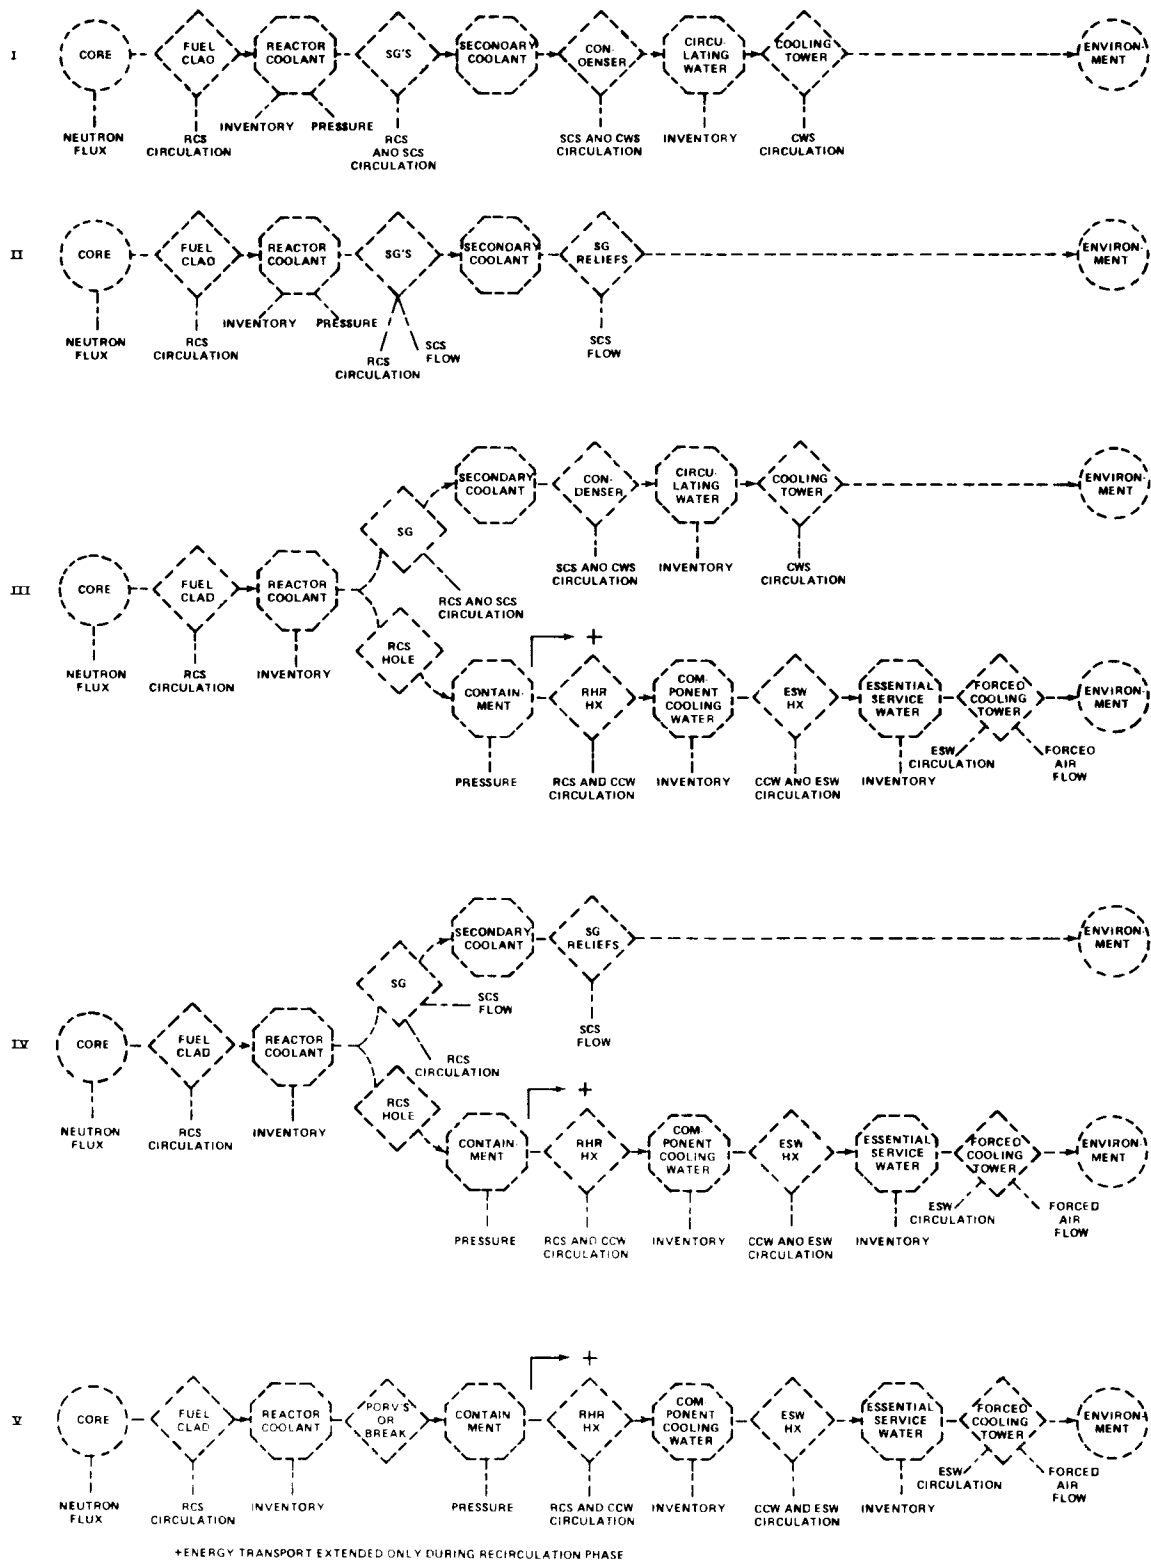 I
CORE
FUEL
CLAD
REACTOR
COOLANT
SG'S
SECONDARY
COOLANT
CON-
DENSER
CIRCU-
LATING
WATER
COOLING
TOWER
ENVIRON-
MENT
NEUTRON
FLUX
RCS
CIRCULATION
INVENTORY
PRESSURE
RCS
AND SCS
CIRCULATION
SCS AND CWS
CIRCULATION
INVENTORY
CWS
CIRCULATION
II
CORE
FUEL
CLAD
REACTOR
COOLANT
SG'S
SECONDARY
COOLANT
SG
RELIEFS
ENVIRON-
MENT
NEUTRON
FLUX
RCS
CIRCULATION
INVENTORY
PRESSURE
RCS
CIRCULATION
SCS
FLOW
SCS
FLOW
III
CORE
FUEL
CLAD
REACTOR
COOLANT
SG
SECONDARY
COOLANT
CON-
DENSER
CIRCU-
LATING
WATER
COOLING
TOWER
ENVIRON-
MENT
SCS AND CWS
CIRCULATION
INVENTORY
CWS
CIRCULATION
RCS AND SCS
CIRCULATION
NEUTRON
FLUX
RCS
CIRCULATION
INVENTORY
RCS
HOLE
+
CONTAIN-
MENT
RHR
HX
COM-
PONENT
COOLING
WATER
ESW
HX
ESSENTIAL
SERVICE
WATER
FORCED
COOLING
TOWER
ENVIRON-
MENT
PRESSURE
RCS AND CCW
CIRCULATION
INVENTORY
CCW AND ESW
CIRCULATION
INVENTORY
ESW
CIRCULATION
FORCED
AIR
FLOW
IV
CORE
FUEL
CLAD
REACTOR
COOLANT
SG
SECONDARY
COOLANT
SG
RELIEFS
ENVIRON-
MENT
SCS
FLOW
SCS
FLOW
RCS
CIRCULATION
NEUTRON
FLUX
RCS
CIRCULATION
INVENTORY
RCS
HOLE
+
CONTAIN-
MENT
RHR
HX
COM-
PONENT
COOLING
WATER
ESW
HX
ESSENTIAL
SERVICE
WATER
FORCED
COOLING
TOWER
ENVIRON-
MENT
PRESSURE
RCS AND CCW
CIRCULATION
INVENTORY
CCW AND ESW
CIRCULATION
INVENTORY
ESW
CIRCULATION
FORCED
AIR
FLOW
V
+
CORE
FUEL
CLAD
REACTOR
COOLANT
PORV'S
OR
BREAK
CONTAIN
MENT
RHR
HX
COM
PONENT
COOLING
WATER
ESW
HX
ESSENTIAL
SERVICE
WATER
FORCED
COOLING
TOWER
ENVIRON-
MENT
NEUTRON
FLUX
RCS
CIRCULATION
INVENTORY
PRESSURE
RCS AND CCW
CIRCULATION
INVENTORY
CCW AND ESW
CIRCULATION
INVENTORY
ESW
CIRCULATION
FORCED
AIR
FLOW
+ENERGY TRANSPORT EXTENDED ONLY DURING RECIRCULATION PHASE